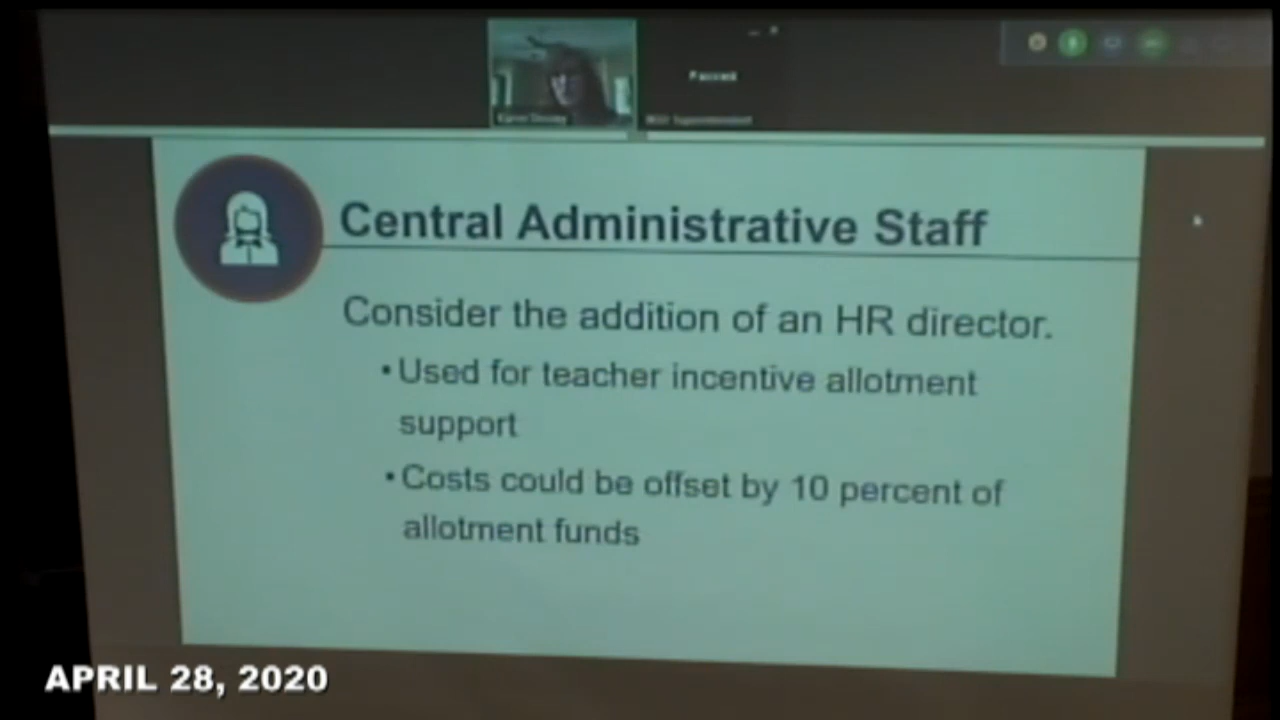 Paused
Central Administrative Staff
Consider the addition of an HR director.
•Used for teacher incentive allotment
support
•Costs could be offset by 10 percent of
allotment funds
APRIL 28, 2020